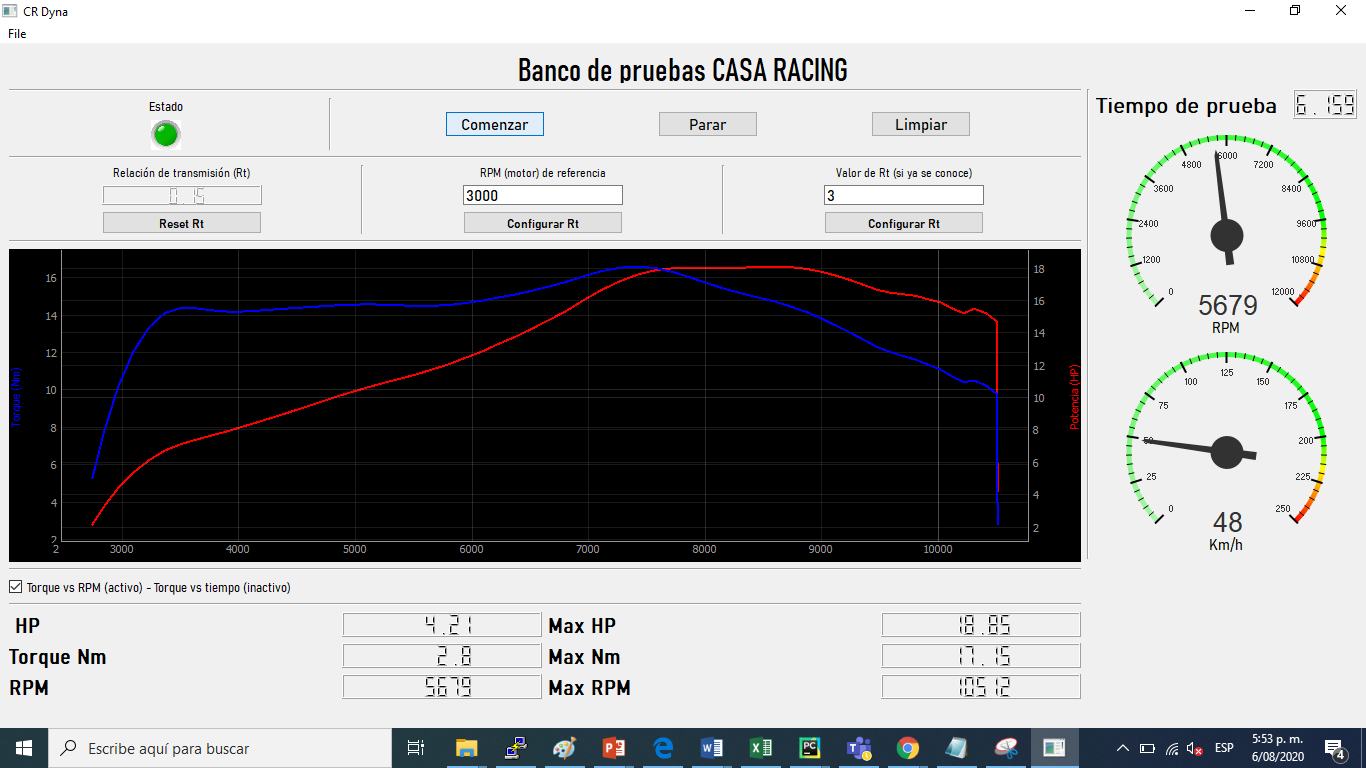 CR Dyna
File
Banco de pruebas CASA RACING
Estado
Comenzar
Parar
Limpiar
Relación de transmisión (Rt)
0.15
Reset Rt
RPM (motor) de referencia
3000
Configurar Rt
Valor de Rt (si ya se conoce)
3
Configurar Rt
Torque (Nm)
16
14
12
10
8
6
4
2
18
16
14
12
10
8
6
4
2
Potencia (HP)
2
3000
4000
5000
6000
7000
8000
9000
10000
Torque vs RPM (activo) - Torque vs tiempo (inactivo)
HP
4.21
Max HP
18.85
Torque Nm
2.8
Max Nm
17.15
RPM
5679
Max RPM
10512
Tiempo de prueba
6.159
0
1200
2400
3600
4800
6000
7200
8400
9600
10800
12000
5679
RPM
0
25
50
75
100
125
150
175
200
225
250
48
Km/h
Escribe aquí para buscar
ESP
5:53 p. m.
6/08/2020
4